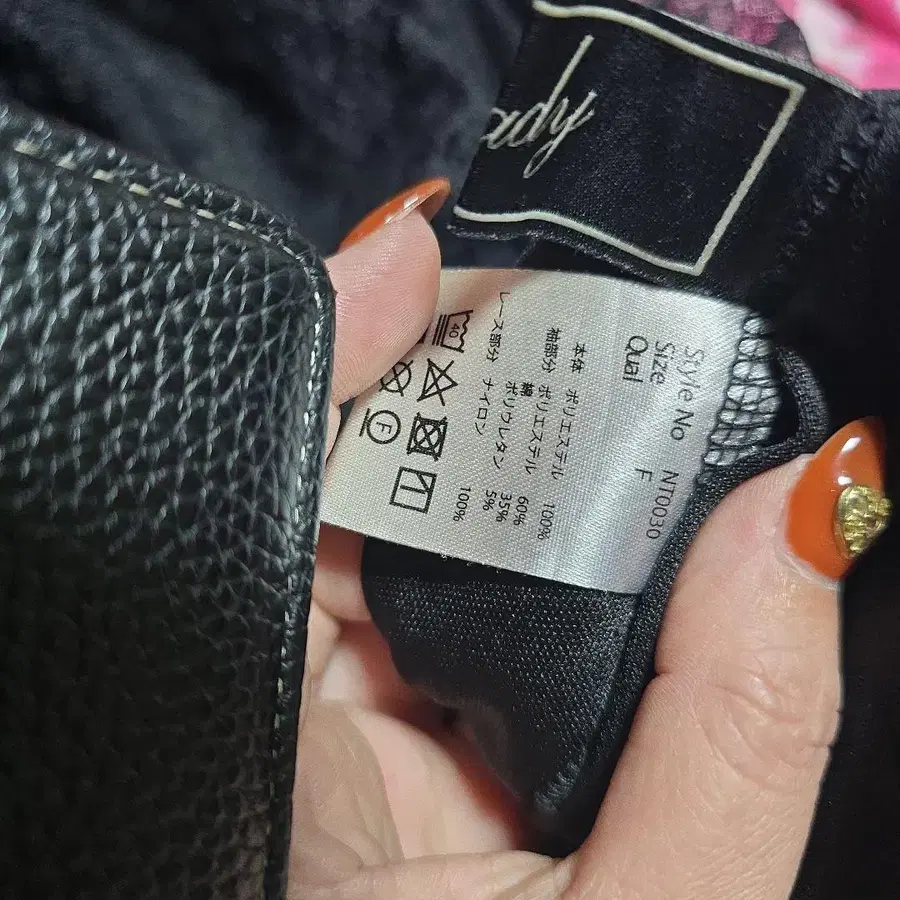 ady
Style No NT0030
Size F
Qual
本体 ポリエステル 100%
袖部分 ポリエステル 60%
綿 35%
ポリウレタン 5%
レース部分 ナイロン 100%
40
F